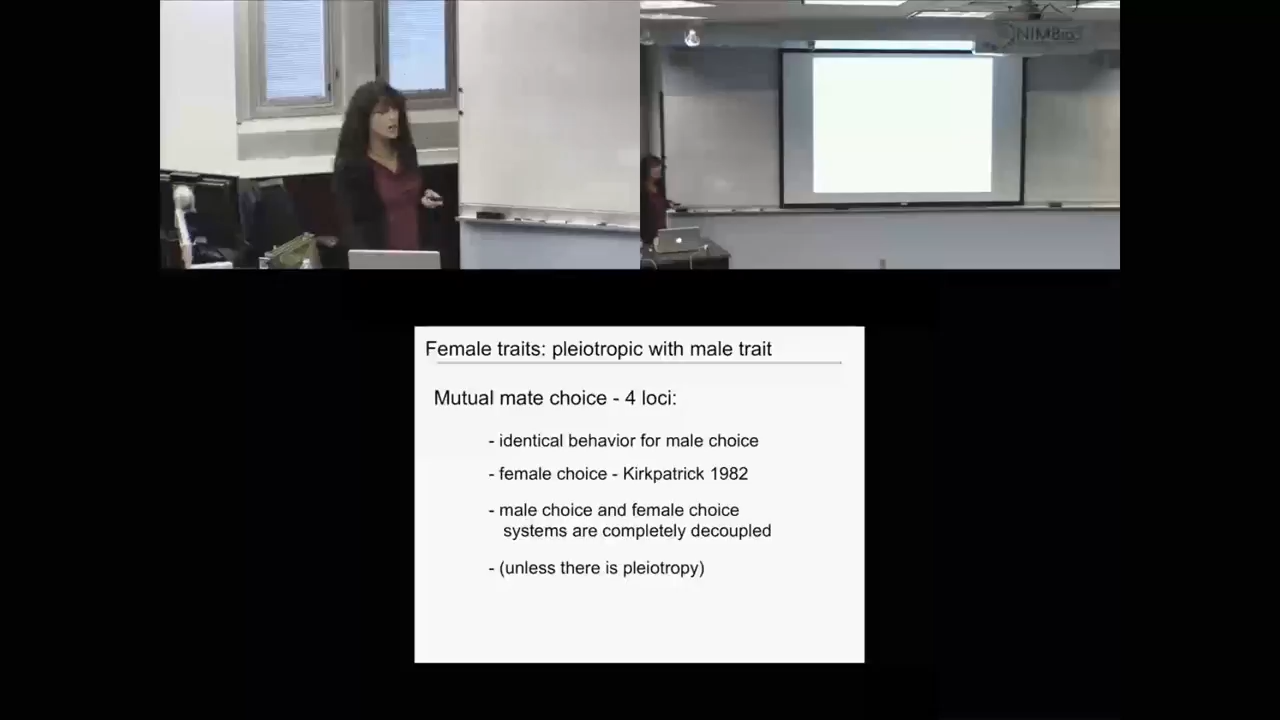 NIMBioS
Female traits: pleiotropic with male trait
Mutual mate choice - 4 loci:
- identical behavior for male choice
- female choice - Kirkpatrick 1982
- male choice and female choice
systems are completely decoupled
- (unless there is pleiotropy)